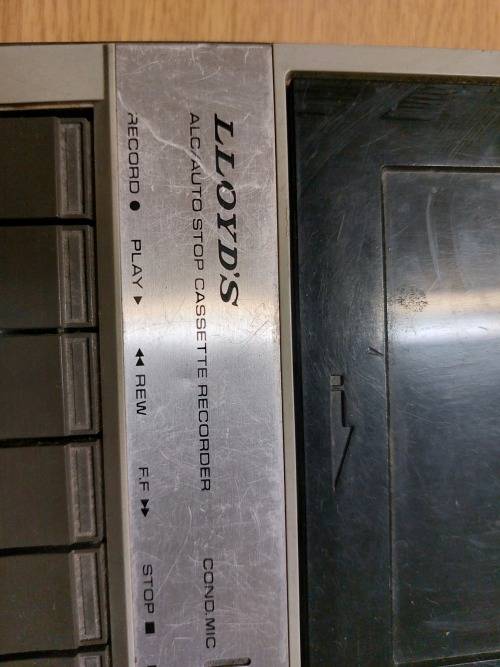 LLOYD'S
ALC/AUTO STOP CASSETTE RECORDER COND.MIC
RECORD ● PLAY ▶ ◀◀ REW F.F ▶▶ STOP ■